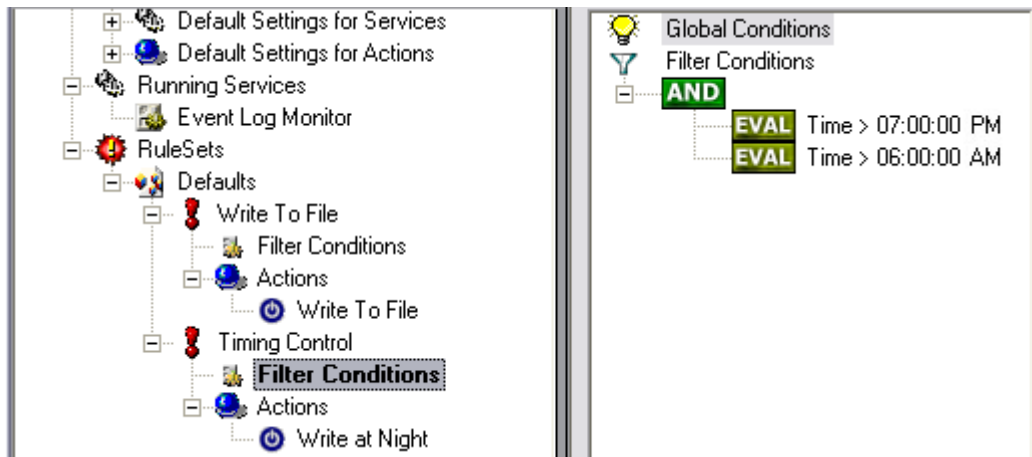 Default Settings for Services
Default Settings for Actions
Running Services
Event Log Monitor
RuleSets
Defaults
Write To File
Filter Conditions
Actions
Write To File
Timing Control
Filter Conditions
Actions
Write at Night
Global Conditions
Filter Conditions
AND
EVAL Time > 07:00:00 PM
EVAL Time > 06:00:00 AM